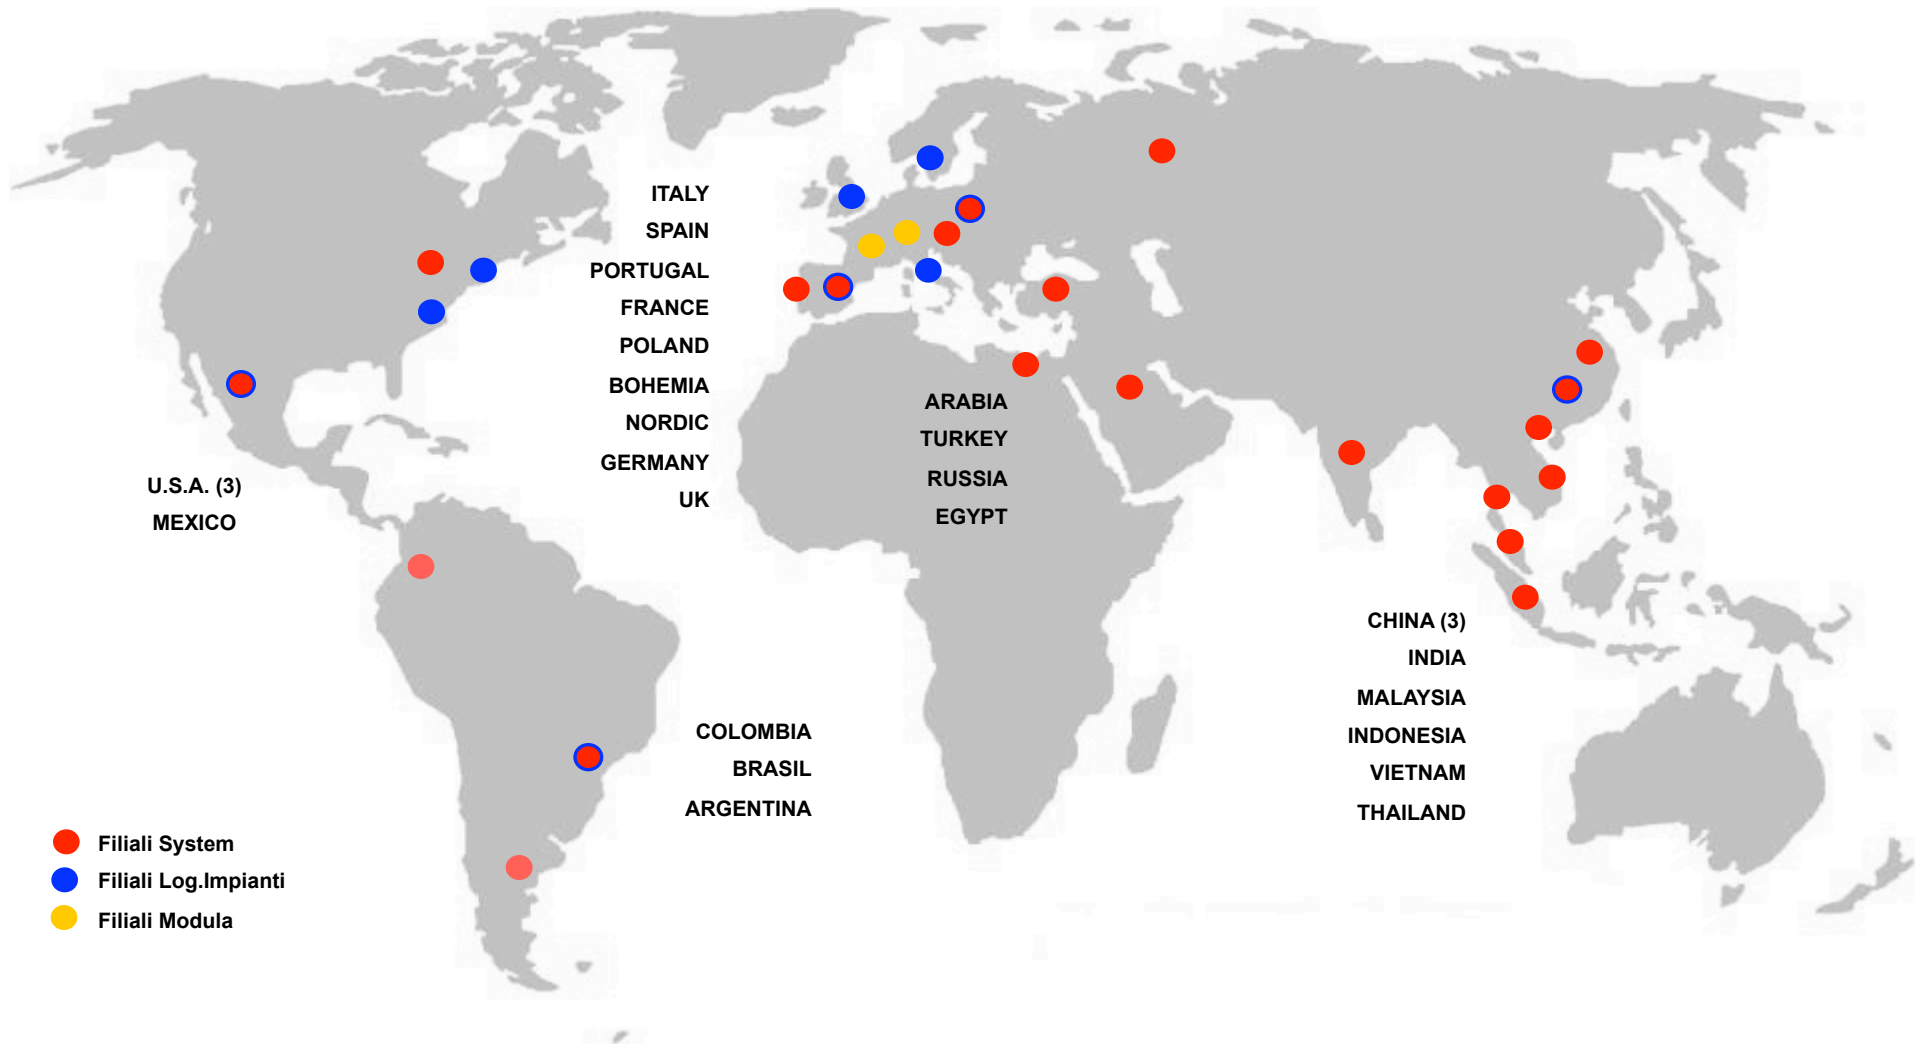 ITALY
SPAIN
PORTUGAL
FRANCE
POLAND
BOHEMIA
NORDIC
GERMANY
UK
ARABIA
TURKEY
RUSSIA
EGYPT
U.S.A. (3)
MEXICO
CHINA (3)
INDIA
MALAYSIA
INDONESIA
VIETNAM
THAILAND
COLOMBIA
BRASIL
ARGENTINA
Filiali System
Filiali Log.Impianti
Filiali Modula